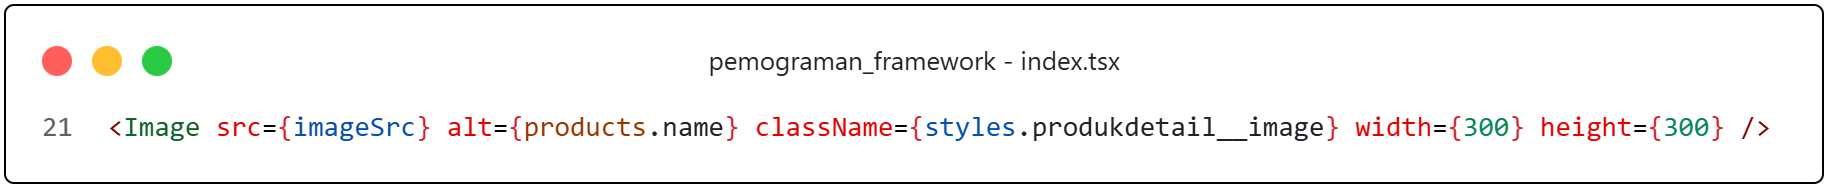 pemograman_framework - index.tsx
21 <Image src={imageSrc} alt={products.name} className={styles.produkdetail__image} width={300} height={300} />